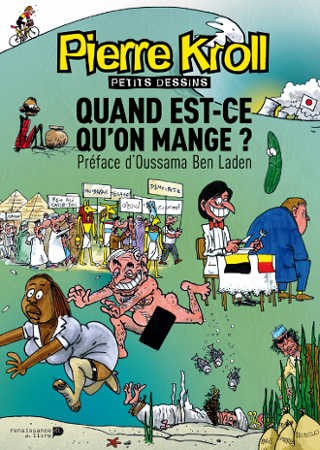 Pierre Kroll
PETITS DESSINS
QUAND EST-CE
QU'ON MANGE ?
Préface d'Oussama Ben Laden
renaissance
du livre